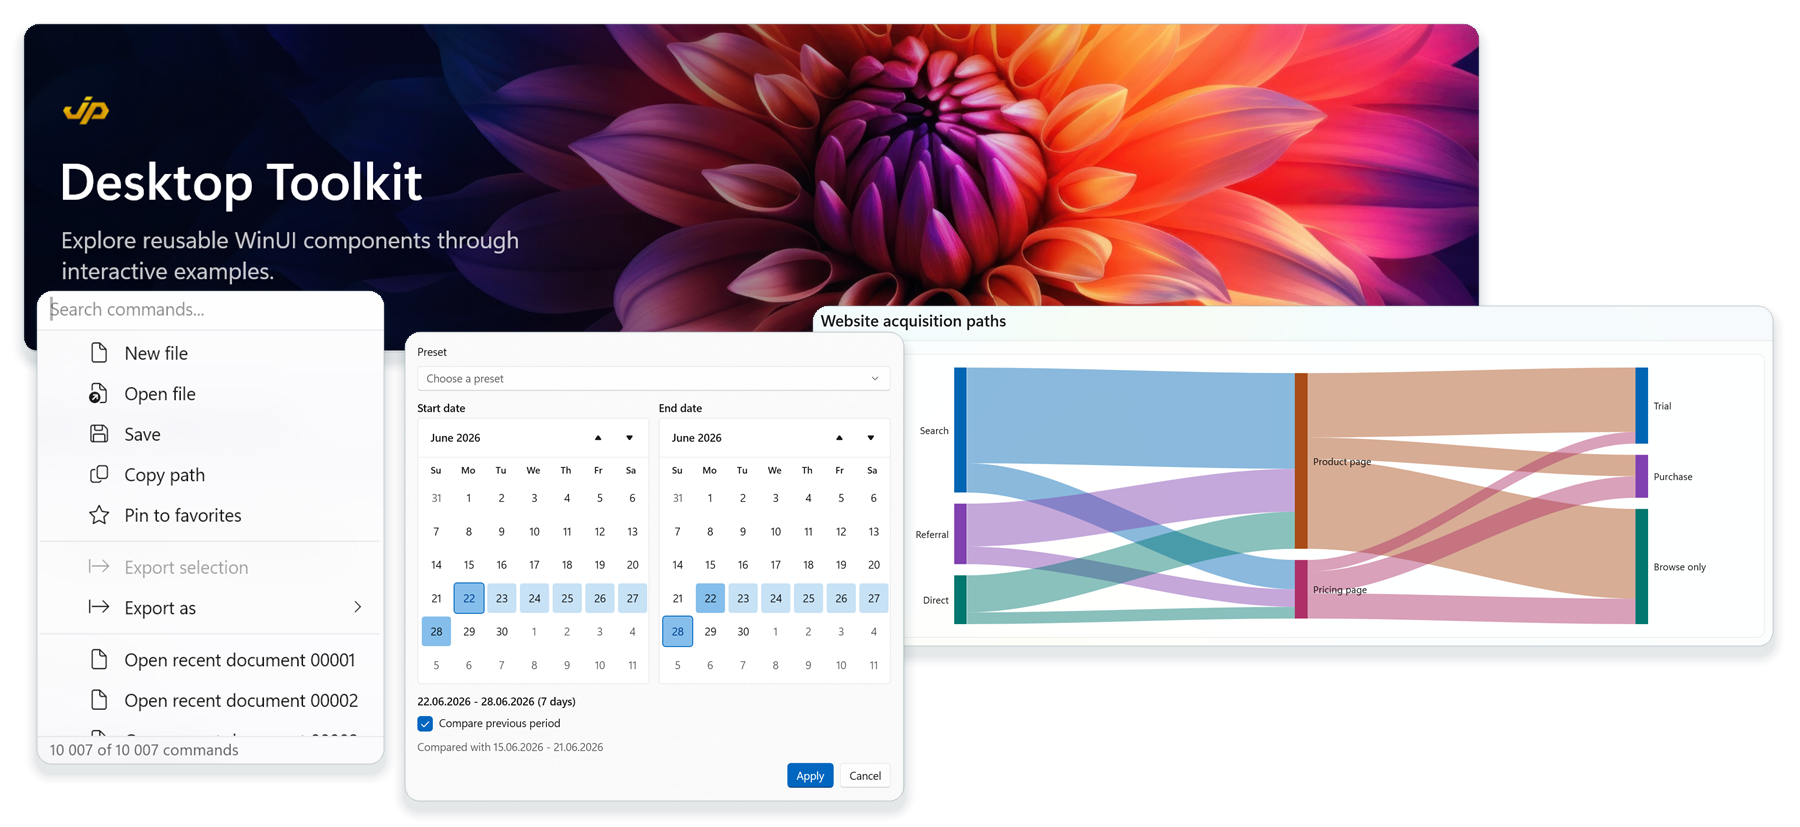 JP
Desktop Toolkit
Explore reusable WinUI components through
interactive examples.
Search commands...
New file
Open file
Save
Copy path
Pin to favorites
Export selection
Export as
Open recent document 00001
Open recent document 00002
10 007 of 10 007 commands
Preset
Choose a preset
Start date
June 2026
Su Mo Tu We Th Fr Sa
31 1 2 3 4 5 6
7 8 9 10 11 12 13
14 15 16 17 18 19 20
21 22 23 24 25 26 27
28 29 30 1 2 3 4
5 6 7 8 9 10 11
End date
June 2026
Su Mo Tu We Th Fr Sa
31 1 2 3 4 5 6
7 8 9 10 11 12 13
14 15 16 17 18 19 20
21 22 23 24 25 26 27
28 29 30 1 2 3 4
5 6 7 8 9 10 11
22.06.2026 - 28.06.2026 (7 days)
Compare previous period
Compared with 15.06.2026 - 21.06.2026
Apply
Cancel
Website acquisition paths
Search
Referral
Direct
Product page
Pricing page
Trial
Purchase
Browse only